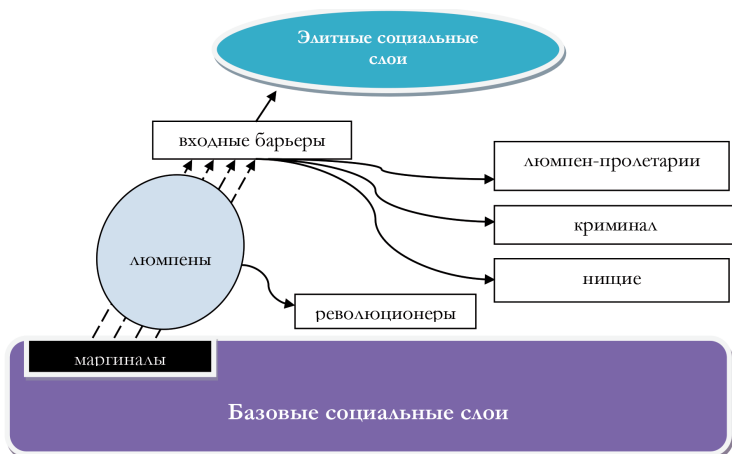 Элитные социальные
слои
входные барьеры
люмпен-пролетарии
криминал
люмпены
нищие
революционеры
маргиналы
Базовые социальные слои